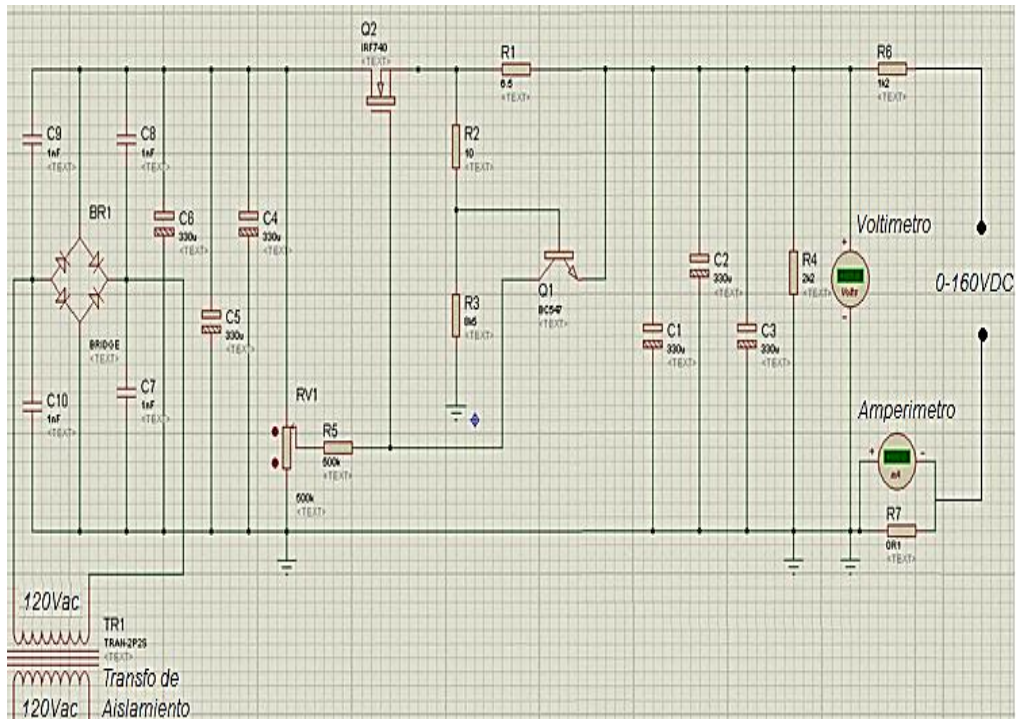 Q2
IRF740
<TEXT>
R1
6.5
<TEXT>
R6
1k2
<TEXT>
C9
1nF
<TEXT>
C8
1nF
<TEXT>
R2
10
<TEXT>
BR1
BRIDGE
<TEXT>
C6
330u
<TEXT>
C4
330u
<TEXT>
C5
330u
<TEXT>
Q1
BC547
<TEXT>
R3
<TEXT>
C2
330u
<TEXT>
R4
2k2
<TEXT>
Voltimetro
+
Volts
-
0-160VDC
C1
330u
<TEXT>
C3
330u
<TEXT>
C10
1nF
<TEXT>
C7
1nF
<TEXT>
RV1
500k
<TEXT>
R5
500k
<TEXT>
Amperimetro
+
-
mA
R7
0R1
<TEXT>
120Vac
TR1
TRAN-2P2S
<TEXT>
Transfo de
Aislamiento
120Vac